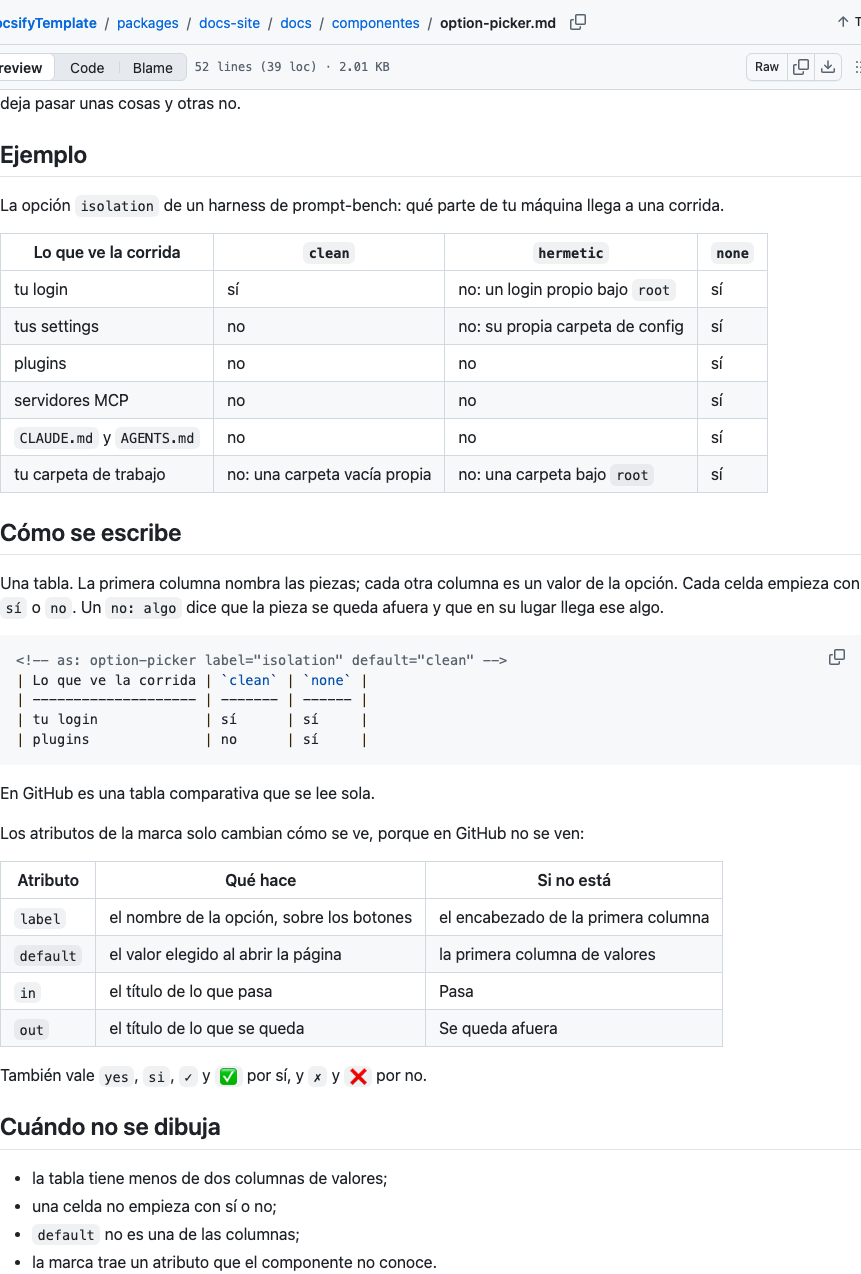 ocsifyTemplate / packages / docs-site / docs / componentes / option-picker.md
review Code Blame 52 lines (39 loc) · 2.01 KB Raw
deja pasar unas cosas y otras no.
Ejemplo
La opción isolation de un harness de prompt-bench: qué parte de tu máquina llega a una corrida.
Lo que ve la corrida clean hermetic none
tu login sí no: un login propio bajo root sí
tus settings no no: su propia carpeta de config sí
plugins no no sí
servidores MCP no no sí
CLAUDE.md y AGENTS.md no no sí
tu carpeta de trabajo no: una carpeta vacía propia no: una carpeta bajo root sí
Cómo se escribe
Una tabla. La primera columna nombra las piezas; cada otra columna es un valor de la opción. Cada celda empieza con
sí o no. Un no: algo dice que la pieza se queda afuera y que en su lugar llega ese algo.
<!-- as: option-picker label="isolation" default="clean" -->
| Lo que ve la corrida | `clean` | `none` |
| -------------------- | ------- | ------ |
| tu login | sí | sí |
| plugins | no | sí |
En GitHub es una tabla comparativa que se lee sola.
Los atributos de la marca solo cambian cómo se ve, porque en GitHub no se ven:
Atributo Qué hace Si no está
label el nombre de la opción, sobre los botones el encabezado de la primera columna
default el valor elegido al abrir la página la primera columna de valores
in el título de lo que pasa Pasa
out el título de lo que se queda Se queda afuera
También vale yes, si, ✓ y ✅ por sí, y ✗ y ❌ por no.
Cuándo no se dibuja
la tabla tiene menos de dos columnas de valores;
una celda no empieza con sí o no;
default no es una de las columnas;
la marca trae un atributo que el componente no conoce.